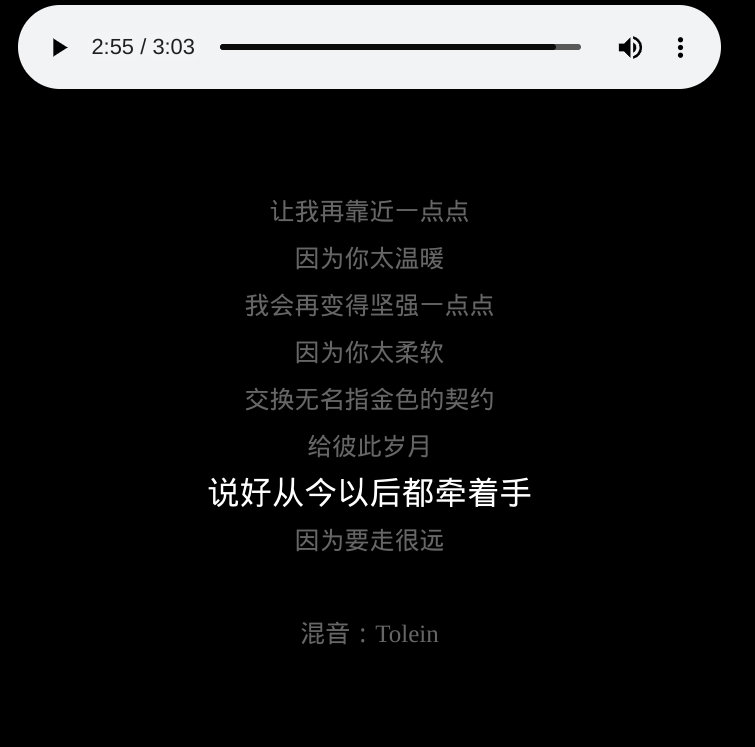 2:55 / 3:03
让我再靠近一点点
因为你太温暖
我会再变得坚强一点点
因为你太柔软
交换无名指金色的契约
给彼此岁月
说好从今以后都牵着手
因为要走很远
混音：Tolein